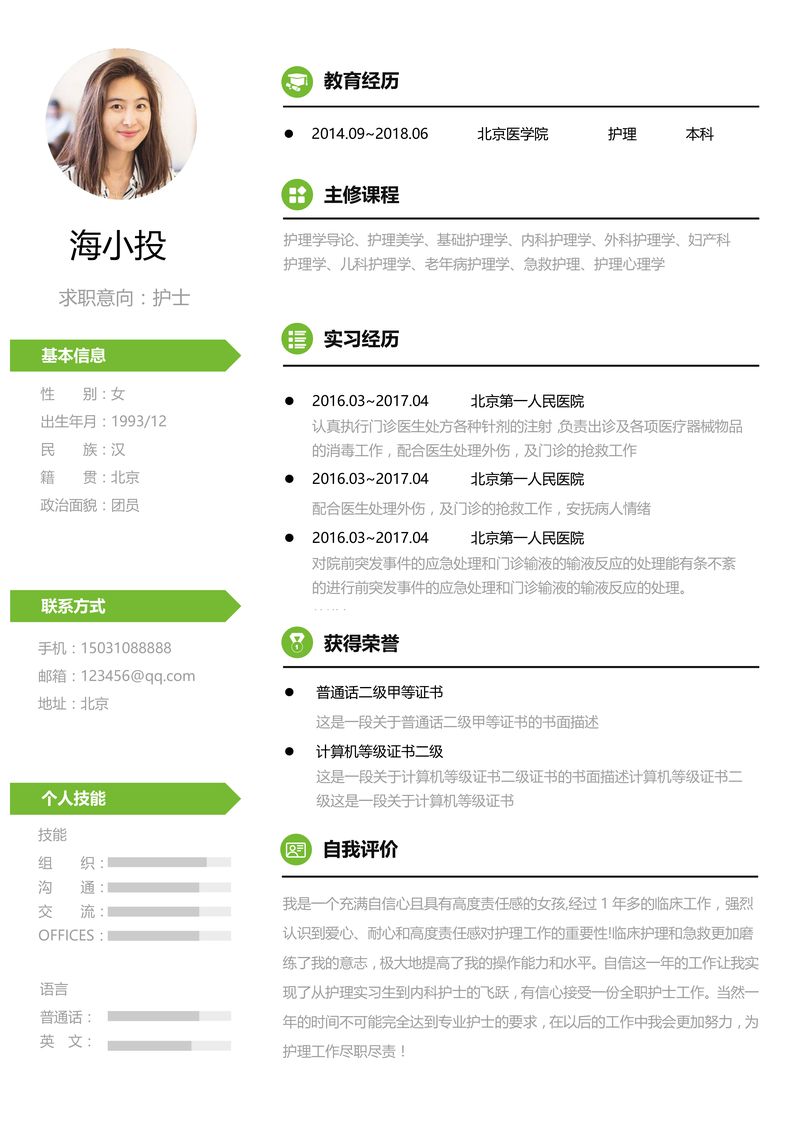 海小投
求职意向：护士
基本信息
性　　别：女
出生年月：1993/12
民　　族：汉
籍　　贯：北京
政治面貌：团员
联系方式
手机：15031088888
邮箱：123456@qq.com
地址：北京
个人技能
技能
组　　织：
沟　　通：
交　　流：
OFFICES：
语言
普通话：
英　文：
教育经历
● 2014.09~2018.06 北京医学院 护理 本科
主修课程
护理学导论、护理美学、基础护理学、内科护理学、外科护理学、妇产科
护理学、儿科护理学、老年病护理学、急救护理、护理心理学
实习经历
● 2016.03~2017.04 北京第一人民医院
认真执行门诊医生处方各种针剂的注射,负责出诊及各项医疗器械物品
的消毒工作，配合医生处理外伤，及门诊的抢救工作
● 2016.03~2017.04 北京第一人民医院
配合医生处理外伤，及门诊的抢救工作，安抚病人情绪
● 2016.03~2017.04 北京第一人民医院
对院前突发事件的应急处理和门诊输液的输液反应的处理能有条不紊
的进行前突发事件的应急处理和门诊输液的输液反应的处理。
获得荣誉
● 普通话二级甲等证书
这是一段关于普通话二级甲等证书的书面描述
● 计算机等级证书二级
这是一段关于计算机等级证书二级证书的书面描述计算机等级证书二
级这是一段关于计算机等级证书
自我评价
我是一个充满自信心且具有高度责任感的女孩,经过 1 年多的临床工作，强烈
认识到爱心、耐心和高度责任感对护理工作的重要性!临床护理和急救更加磨
练了我的意志，极大地提高了我的操作能力和水平。自信这一年的工作让我实
现了从护理实习生到内科护士的飞跃，有信心接受一份全职护士工作。当然一
年的时间不可能完全达到专业护士的要求，在以后的工作中我会更加努力，为
护理工作尽职尽责！